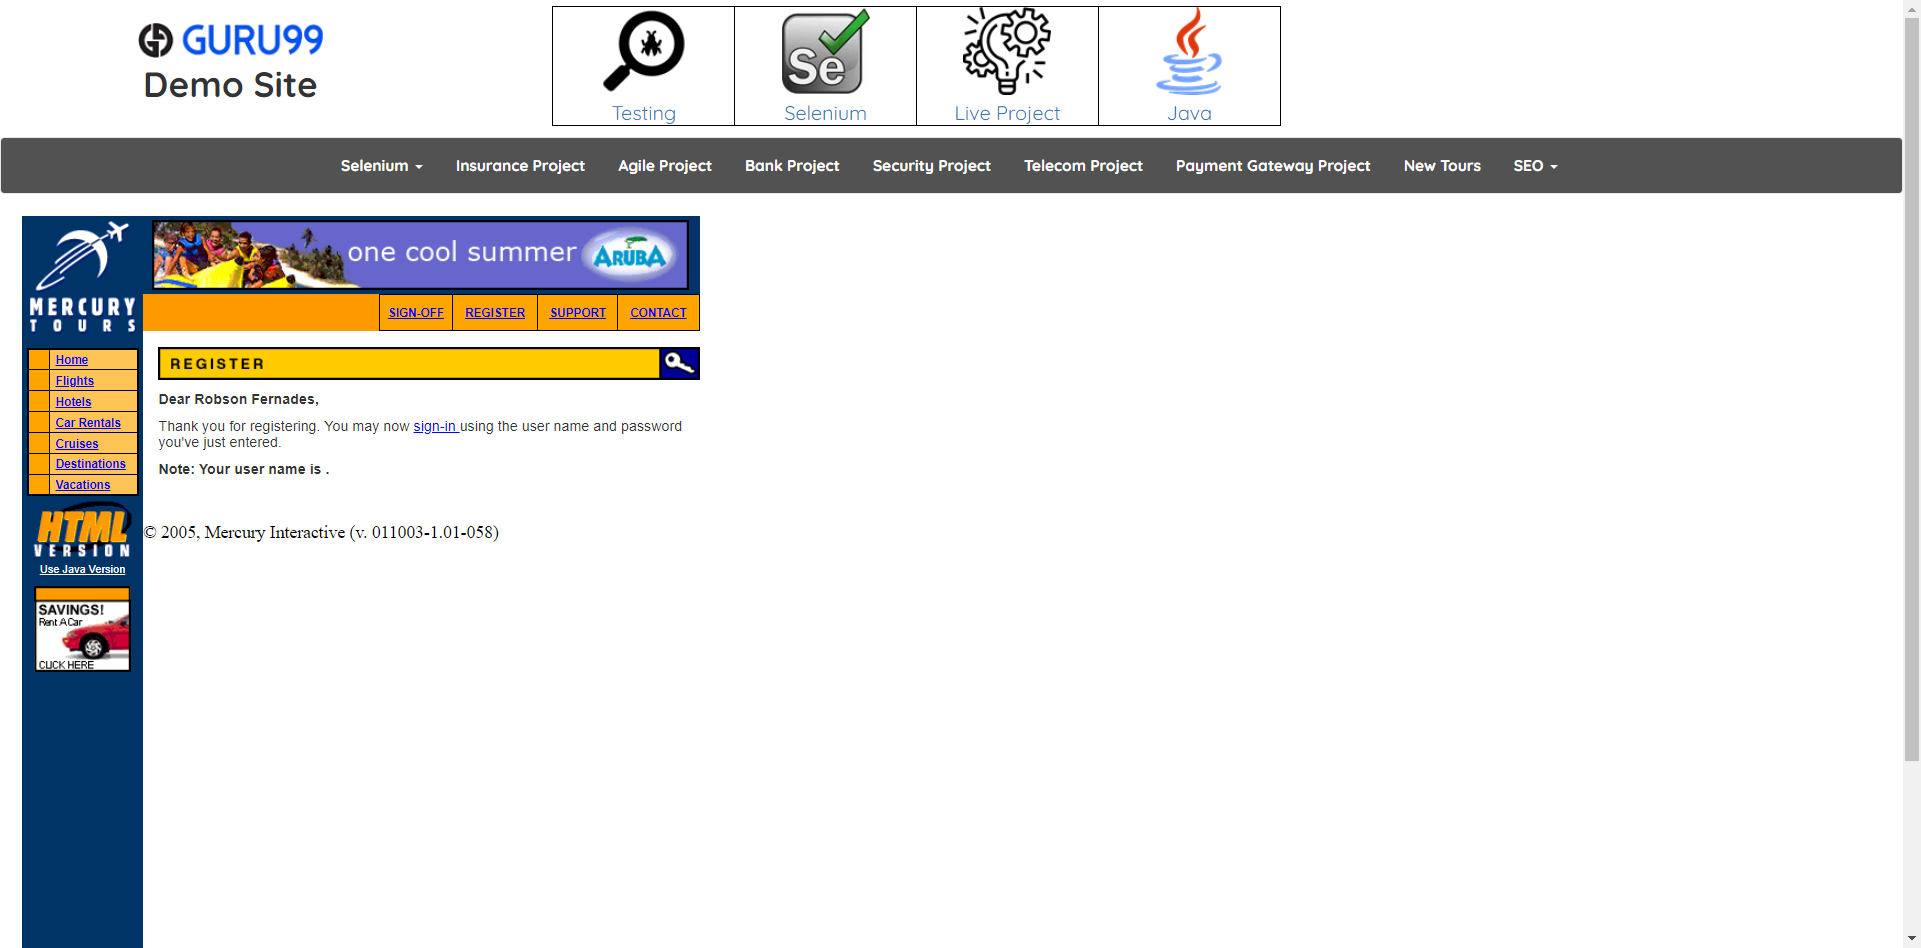 GURU99
Demo Site
Testing
Se
Selenium
Live Project
Java
Selenium
Insurance Project
Agile Project
Bank Project
Security Project
Telecom Project
Payment Gateway Project
New Tours
SEO
MERCURY
TOURS
one cool summer
ARUBA
SIGN-OFF
REGISTER
SUPPORT
CONTACT
Home
Flights
Hotels
Car Rentals
Cruises
Destinations
Vacations
HTML
VERSION
Use Java Version
SAVINGS!
Rent A Car
CLICK HERE
REGISTER
Dear Robson Fernades,
Thank you for registering. You may now sign-in using the user name and password
you've just entered.
Note: Your user name is .
© 2005, Mercury Interactive (v. 011003-1.01-058)